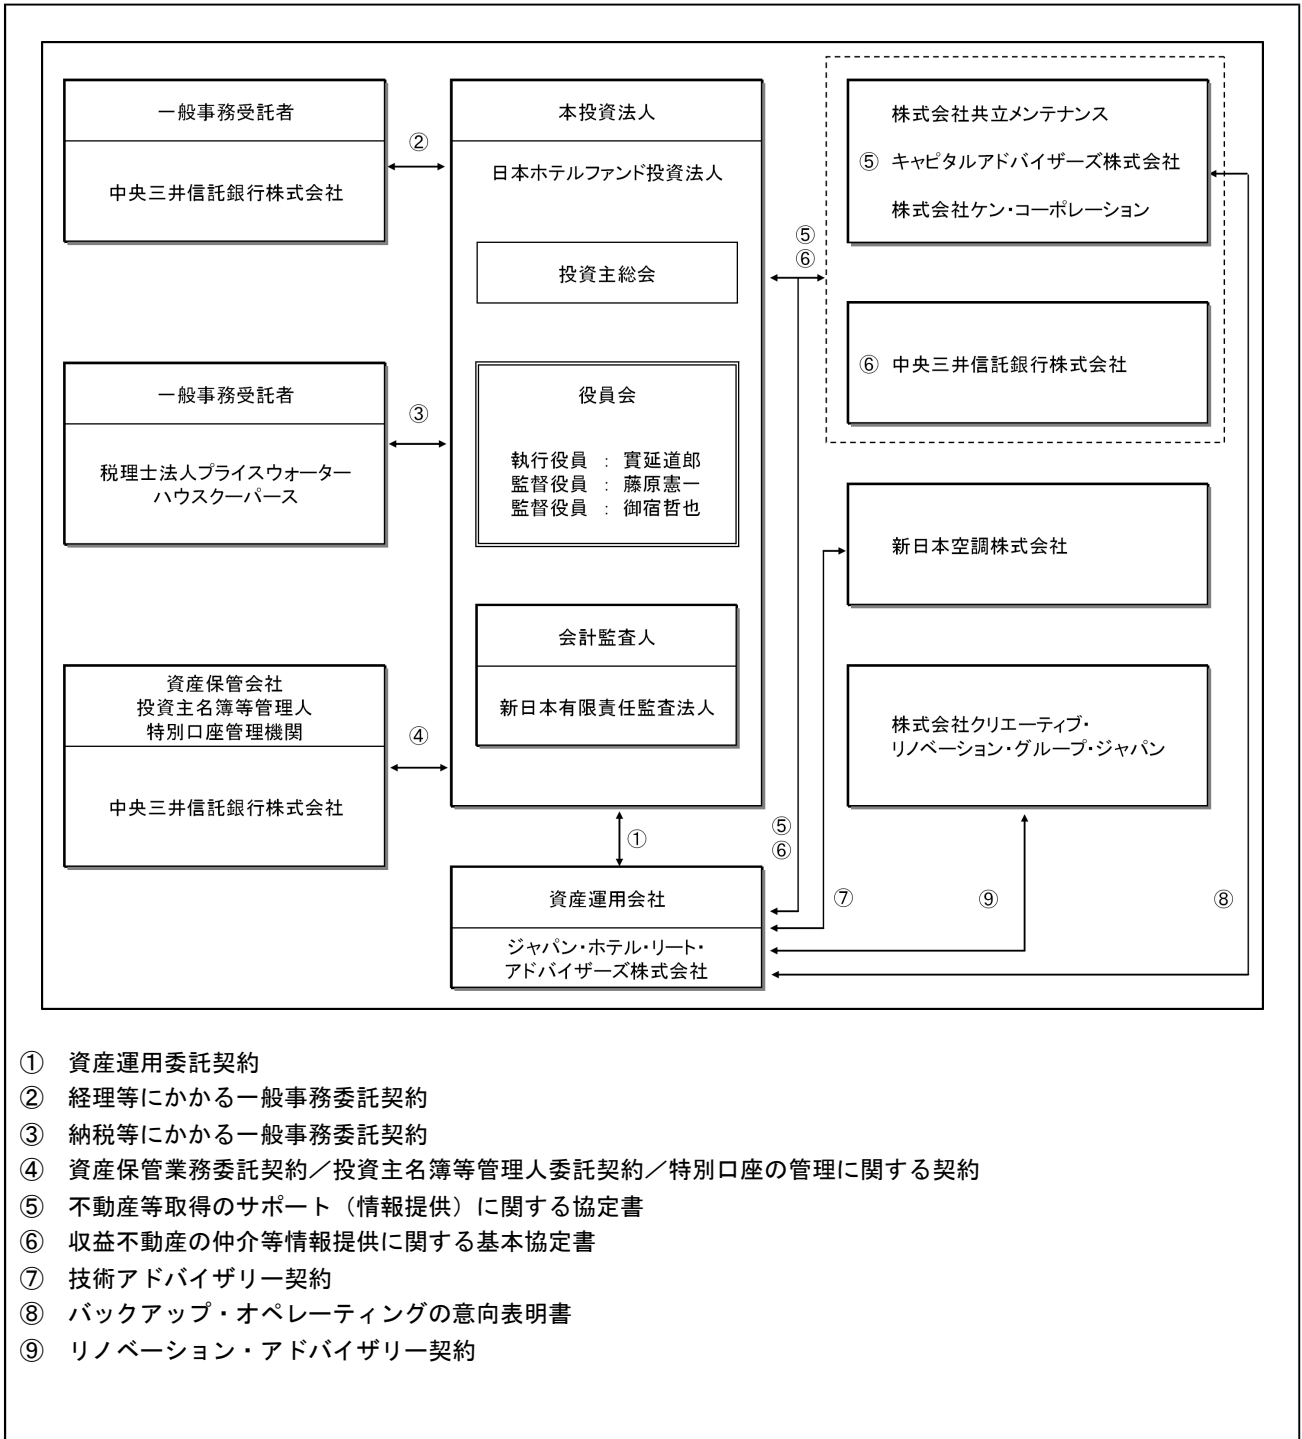 一般事務受託者
中央三井信託銀行株式会社
②
一般事務受託者
税理士法人プライスウォーター
ハウスクーパース
③
資産保管会社
投資主名簿等管理人
特別口座管理機関
中央三井信託銀行株式会社
④
本投資法人
日本ホテルファンド投資法人
投資主総会
役員会
執行役員 : 實延道郎
監督役員 : 藤原憲一
監督役員 : 御宿哲也
会計監査人
新日本有限責任監査法人
①
資産運用会社
ジャパン・ホテル・リート・
アドバイザーズ株式会社
⑤
⑥
株式会社共立メンテナンス
⑤ キャピタルアドバイザーズ株式会社
株式会社ケン・コーポレーション
⑥ 中央三井信託銀行株式会社
新日本空調株式会社
株式会社クリエーティブ・
リノベーション・グループ・ジャパン
⑤
⑥
⑦
⑨
⑧
① 資産運用委託契約
② 経理等にかかる一般事務委託契約
③ 納税等にかかる一般事務委託契約
④ 資産保管業務委託契約／投資主名簿等管理人委託契約／特別口座の管理に関する契約
⑤ 不動産等取得のサポート（情報提供）に関する協定書
⑥ 収益不動産の仲介等情報提供に関する基本協定書
⑦ 技術アドバイザリー契約
⑧ バックアップ・オペレーティングの意向表明書
⑨ リノベーション・アドバイザリー契約